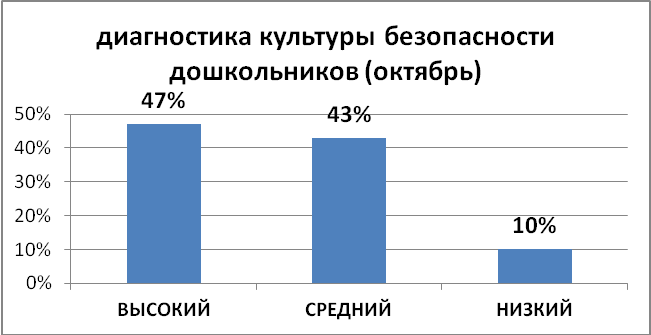 диагностика культуры безопасности
дошкольников (октябрь)
47%
43%
10%
50%
40%
30%
20%
10%
0%
ВЫСОКИЙ
СРЕДНИЙ
НИЗКИЙ